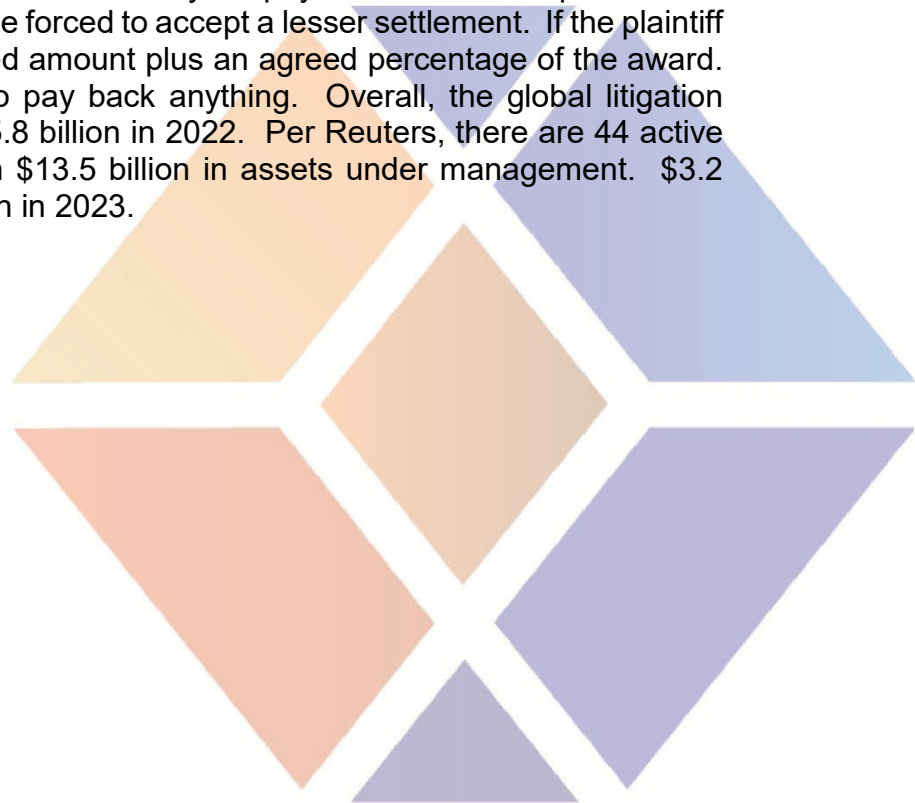 e forced to accept a lesser settlement. If the plaintiff
d amount plus an agreed percentage of the award.
o pay back anything. Overall, the global litigation
.8 billion in 2022. Per Reuters, there are 44 active
$13.5 billion in assets under management. $3.2
n in 2023.